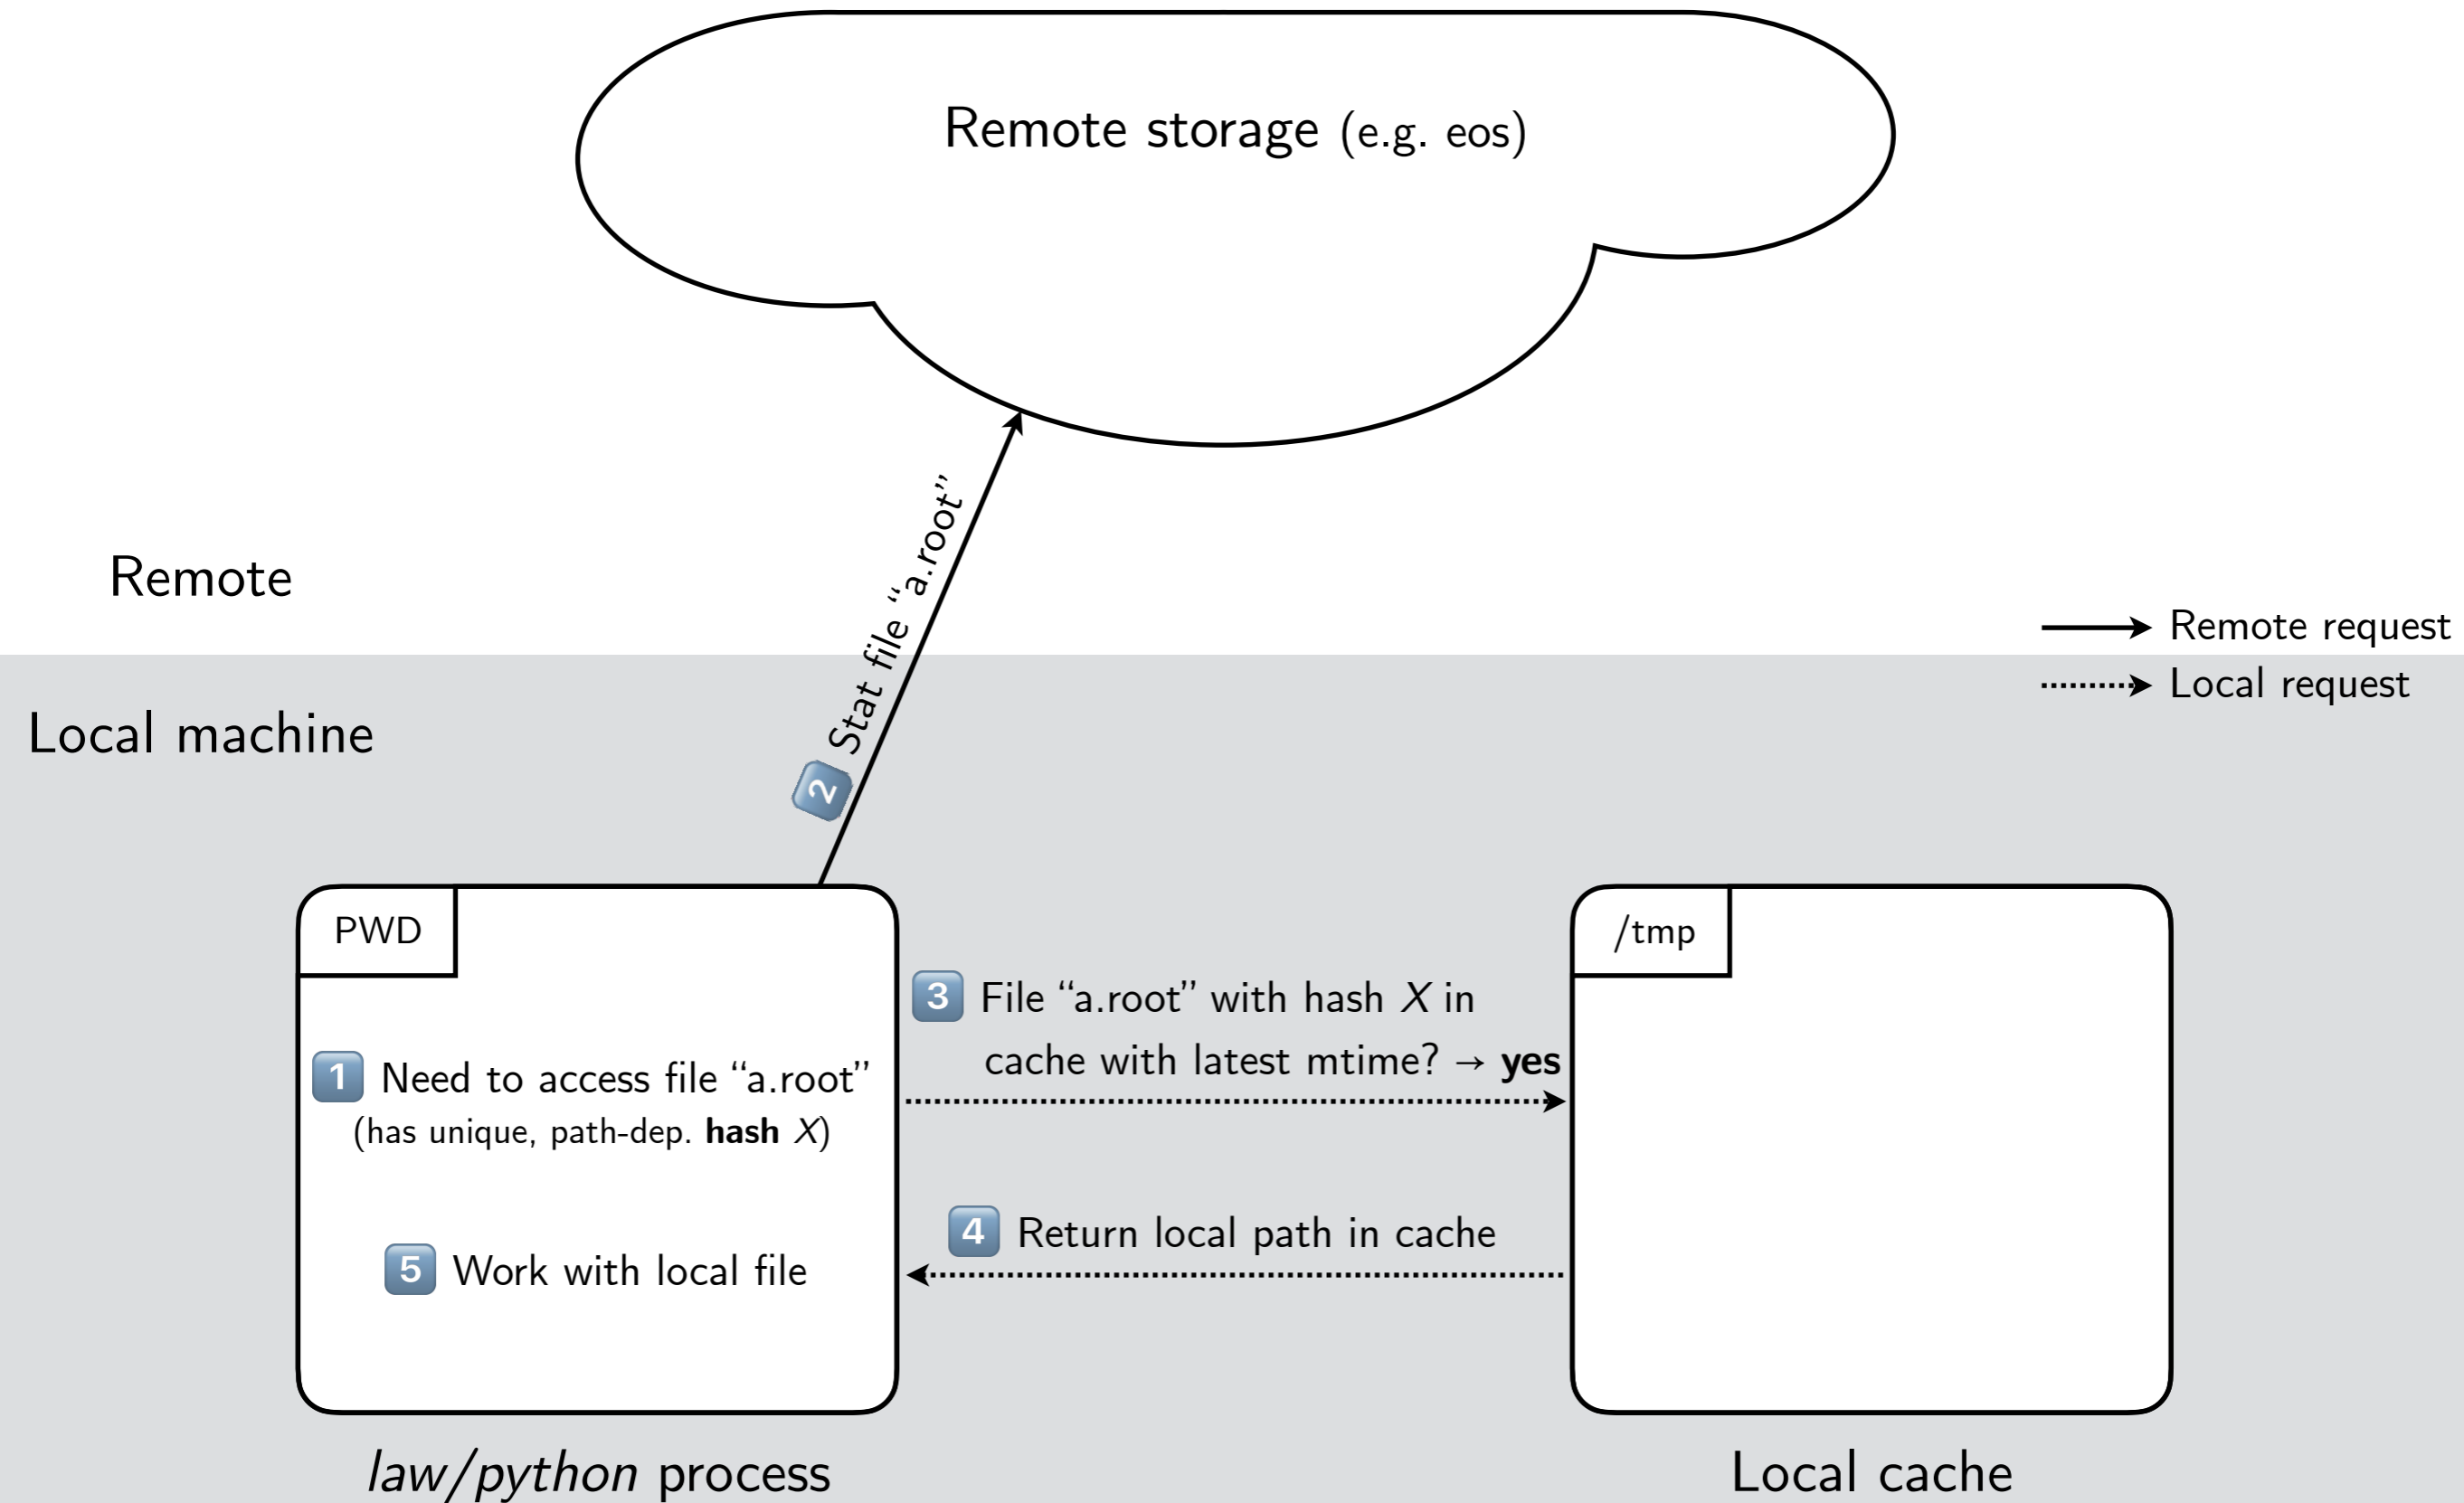 Remote storage (e.g. eos)
2 Stat file “a.root”
Remote
Remote request
Local request
Local machine
PWD
/tmp
3 File “a.root” with hash X in
cache with latest mtime? → yes
1 Need to access file “a.root”
(has unique, path-dep. hash X)
4 Return local path in cache
5 Work with local file
law/python process
Local cache